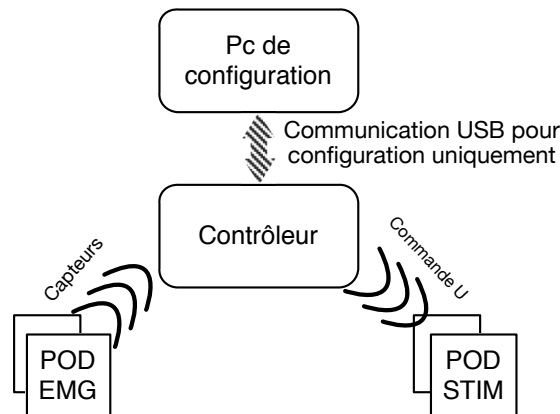 Pc de
configuration
Communication USB pour
configuration uniquement
Contrôleur
Capteurs
Commande U
POD
EMG
POD
STIM